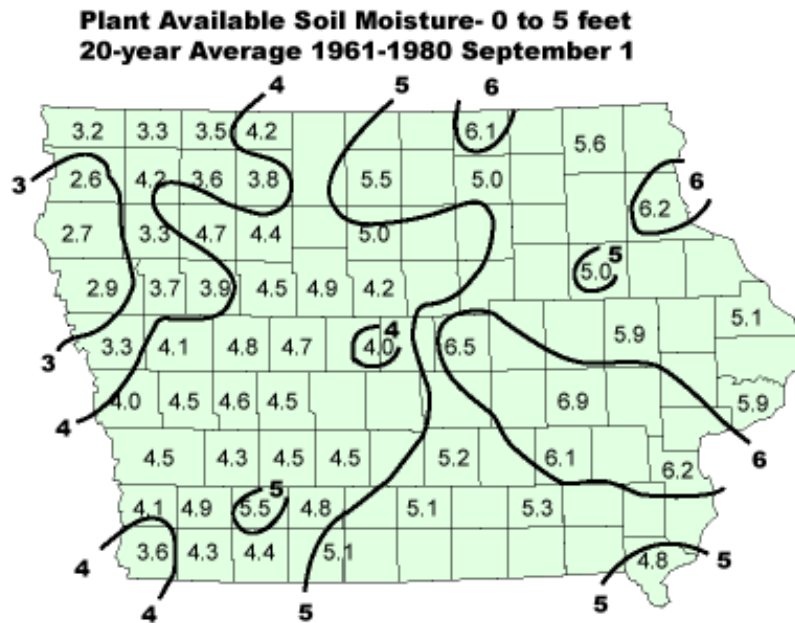 Plant Available Soil Moisture- 0 to 5 feet
20-year Average 1961-1980 September 1
4 5 6
3.2 3.3 3.5 4.2 6.1 5.6
3 2.6 4.2 3.6 3.8 5.5 5.0 6
2.7 3.3 4.7 4.4 5.0 6.2
5
2.9 3.7 3.9 4.5 4.9 4.2 5.0
5.1
4 5.9
3 3.3 4.1 4.8 4.7 4.0 6.5
4 4.0 4.5 4.6 4.5 6.9 5.9
4.5 4.3 4.5 4.5 5.2 6.1 6.2 6
5
4.1 4.9 5.5 4.8 5.1 5.3
4 3.6 4.3 4.4 5.1 4.8 5
4 5 5